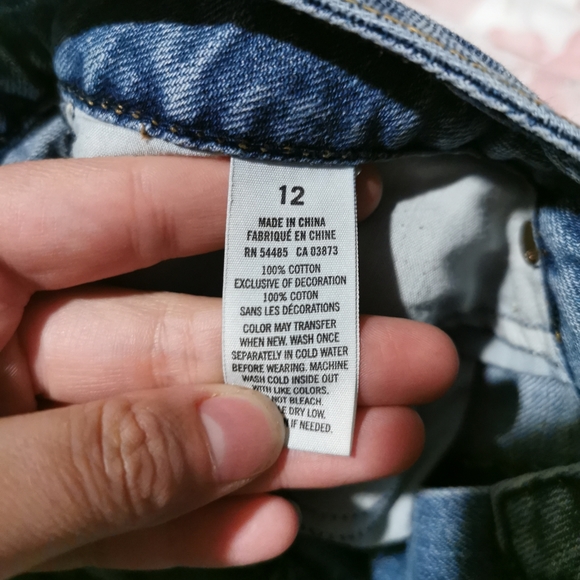 12
MADE IN CHINA
FABRIQUÉ EN CHINE
RN 54485 CA 03873
100% COTTON
EXCLUSIVE OF DECORATION
100% COTON
SANS LES DÉCORATIONS
COLOR MAY TRANSFER
WHEN NEW. WASH ONCE
SEPARATELY IN COLD WATER
BEFORE WEARING. MACHINE
WASH COLD INSIDE OUT
WITH LIKE COLORS.
NOT BLEACH.
DRY LOW.
IF NEEDED.